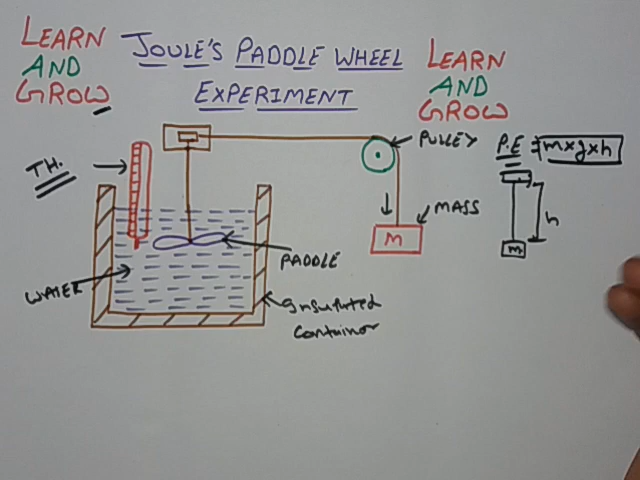 LEARN
AND
GROW
JOULE'S PADDLE WHEEL
EXPERIMENT
LEARN
AND
GROW
PULLEY
P.E = m×g×h
TH.
MASS
M
h
m
PADDLE
WATER
Insulated
Container